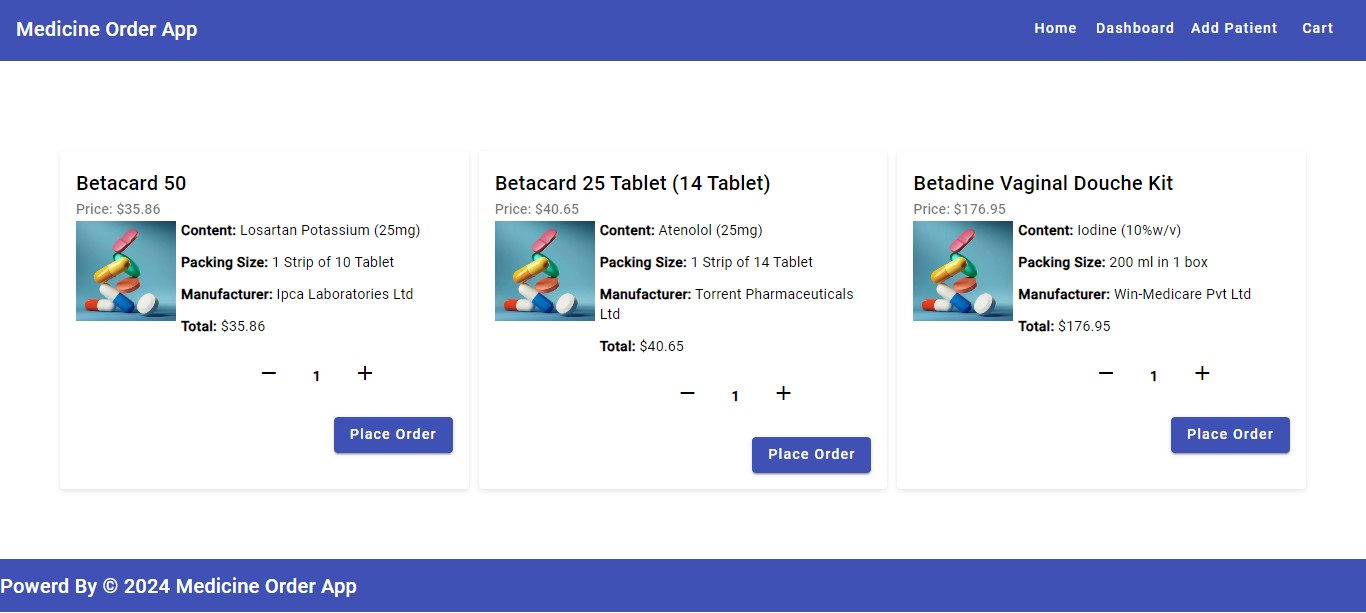 Medicine Order App
Home Dashboard Add Patient Cart
Betacard 50
Price: $35.86
Content: Losartan Potassium (25mg)
Packing Size: 1 Strip of 10 Tablet
Manufacturer: Ipca Laboratories Ltd
Total: $35.86
− 1 +
Place Order
Betacard 25 Tablet (14 Tablet)
Price: $40.65
Content: Atenolol (25mg)
Packing Size: 1 Strip of 14 Tablet
Manufacturer: Torrent Pharmaceuticals
Ltd
Total: $40.65
− 1 +
Place Order
Betadine Vaginal Douche Kit
Price: $176.95
Content: Iodine (10%w/v)
Packing Size: 200 ml in 1 box
Manufacturer: Win-Medicare Pvt Ltd
Total: $176.95
− 1 +
Place Order
Powerd By © 2024 Medicine Order App